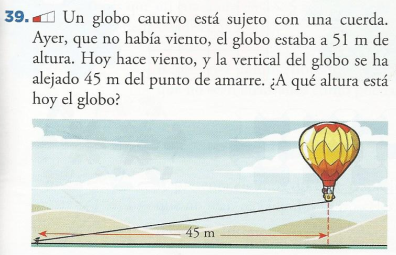 39. Un globo cautivo está sujeto con una cuerda.
Ayer, que no había viento, el globo estaba a 51 m de
altura. Hoy hace viento, y la vertical del globo se ha
alejado 45 m del punto de amarre. ¿A qué altura está
hoy el globo?
45 m